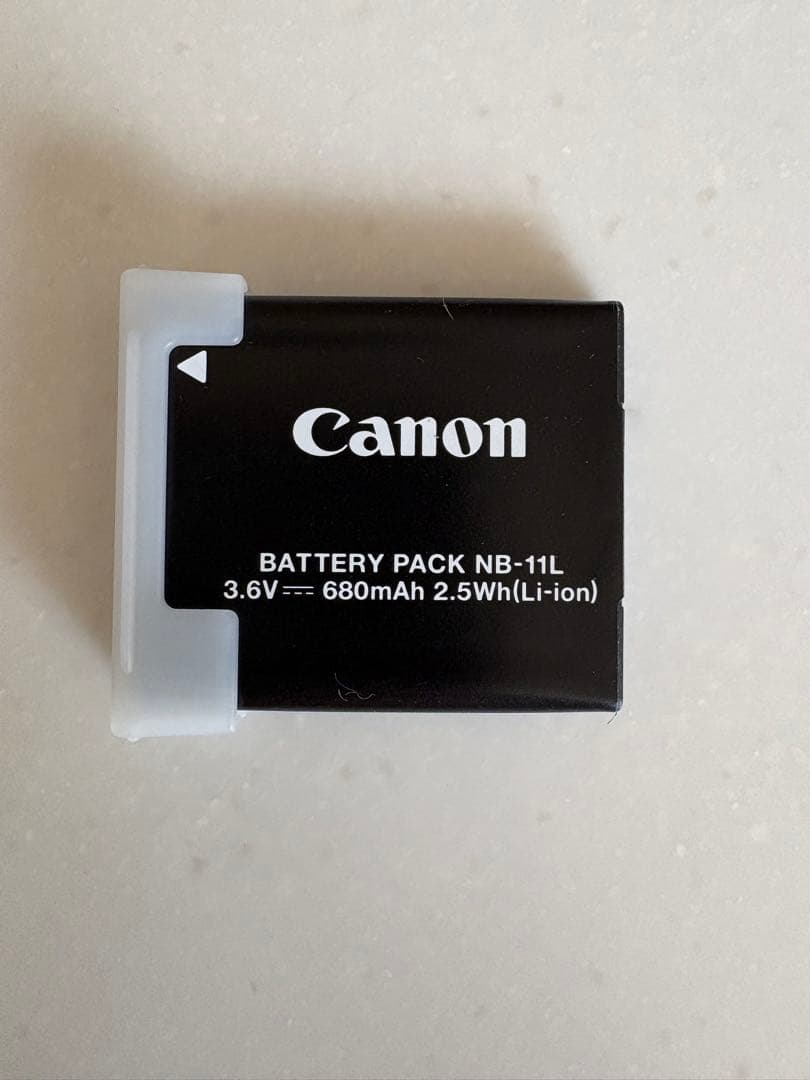 Canon
BATTERY PACK NB-11L
3.6V⎓ 680mAh 2.5Wh(Li-ion)